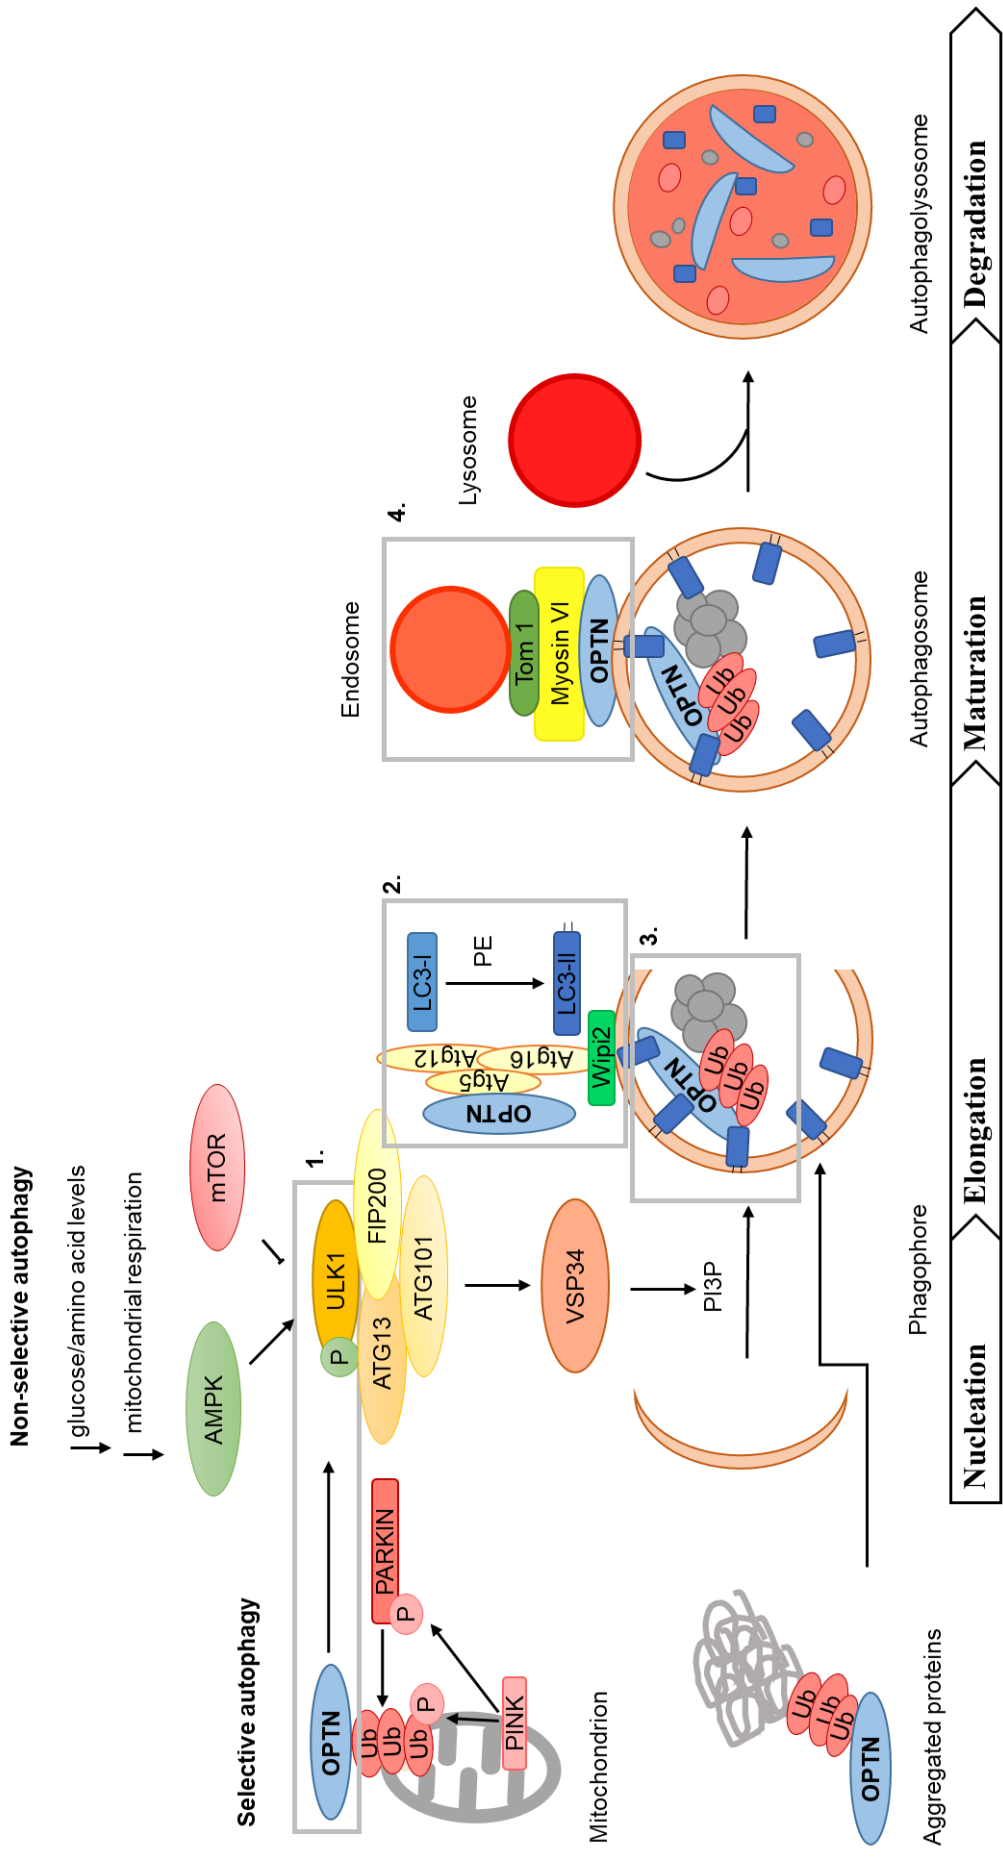 Non-selective autophagy
glucose/amino acid levels
mitochondrial respiration
AMPK
mTOR
Selective autophagy
1.
OPTN
P
ULK1
ATG13
FIP200
ATG101
Ub
Ub
Ub
P
PARKIN
P
PINK
Mitochondrion
VSP34
PI3P
2.
OPTN
Atg5
Atg12
Atg16
LC3-I
PE
LC3-II
Wipi2
3.
OPTN
Ub
Ub
Ub
Endosome
4.
Tom 1
Myosin VI
OPTN
OPTN
Ub
Ub
Ub
Lysosome
Ub
Ub
Ub
OPTN
Aggregated proteins
Phagophore
Autophagosome
Autophagolysosome
Nucleation
Elongation
Maturation
Degradation